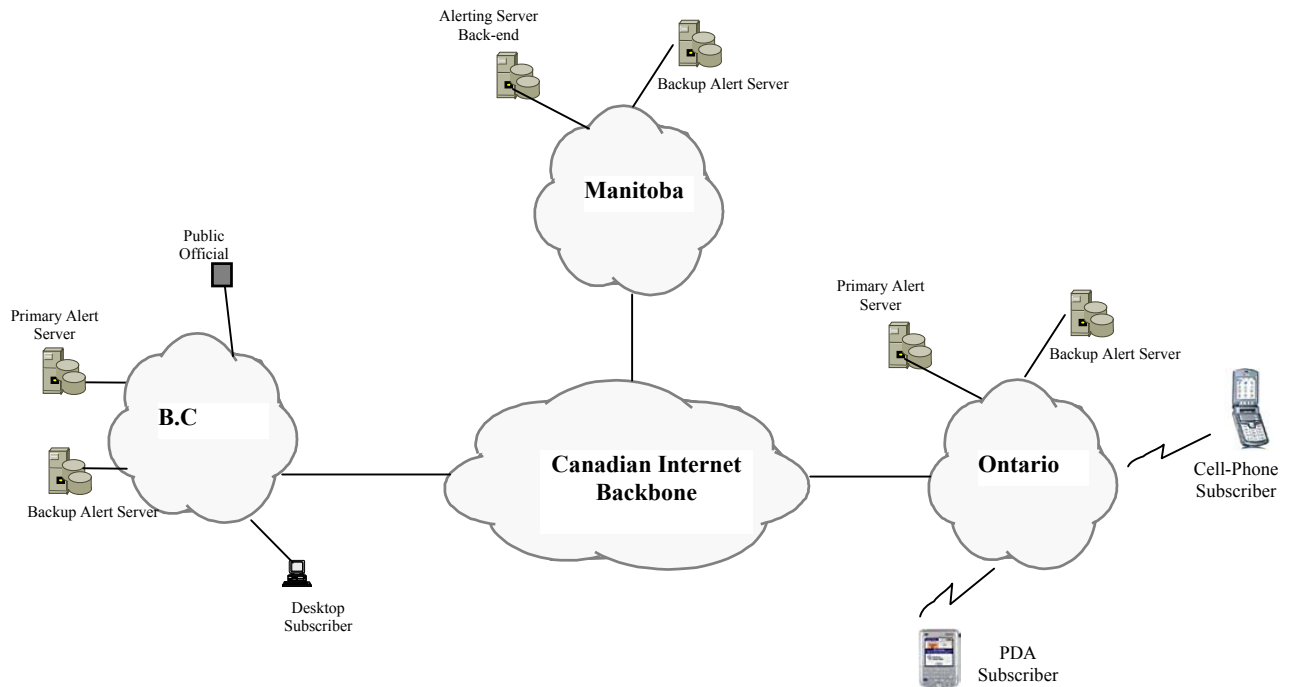 Alerting Server
Back-end
Backup Alert Server
Manitoba
Public
Official
Primary Alert
Server
Primary Alert
Server
Backup Alert Server
B.C
Canadian Internet
Backbone
Ontario
Cell-Phone
Subscriber
Backup Alert Server
Desktop
Subscriber
PDA
Subscriber